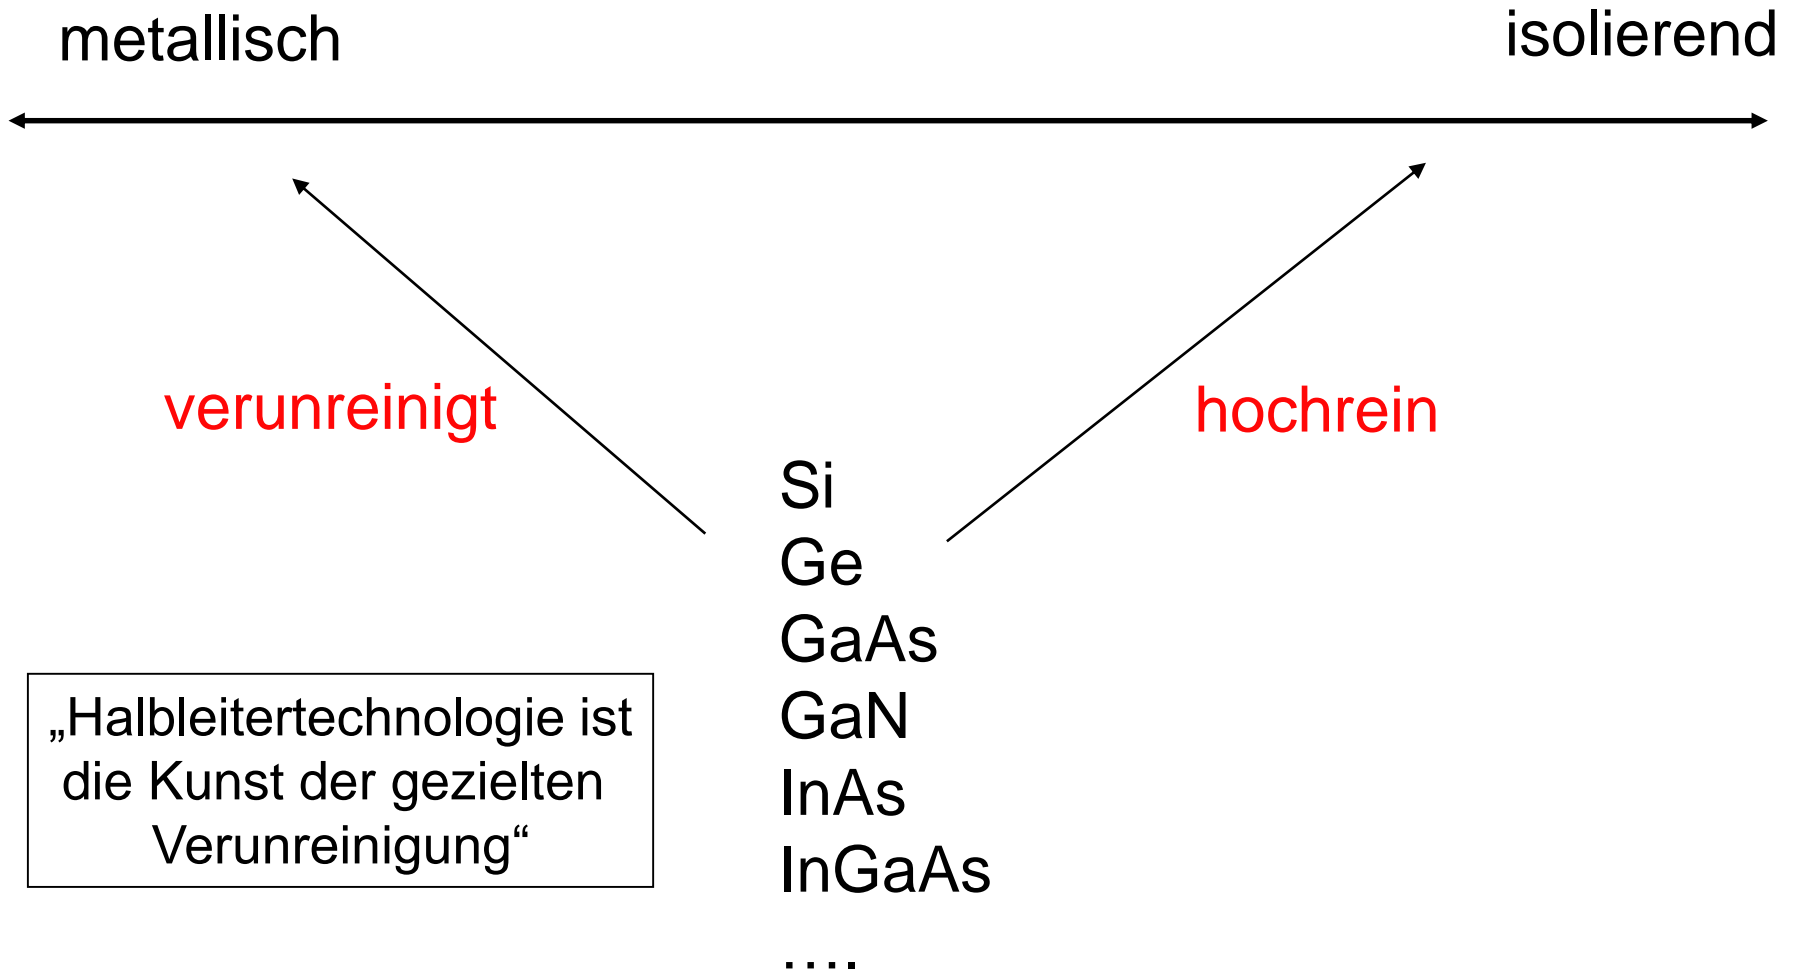 metallisch
isolierend
verunreinigt
hochrein
Si
Ge
GaAs
GaN
InAs
InGaAs
….
„Halbleitertechnologie ist
die Kunst der gezielten
Verunreinigung“